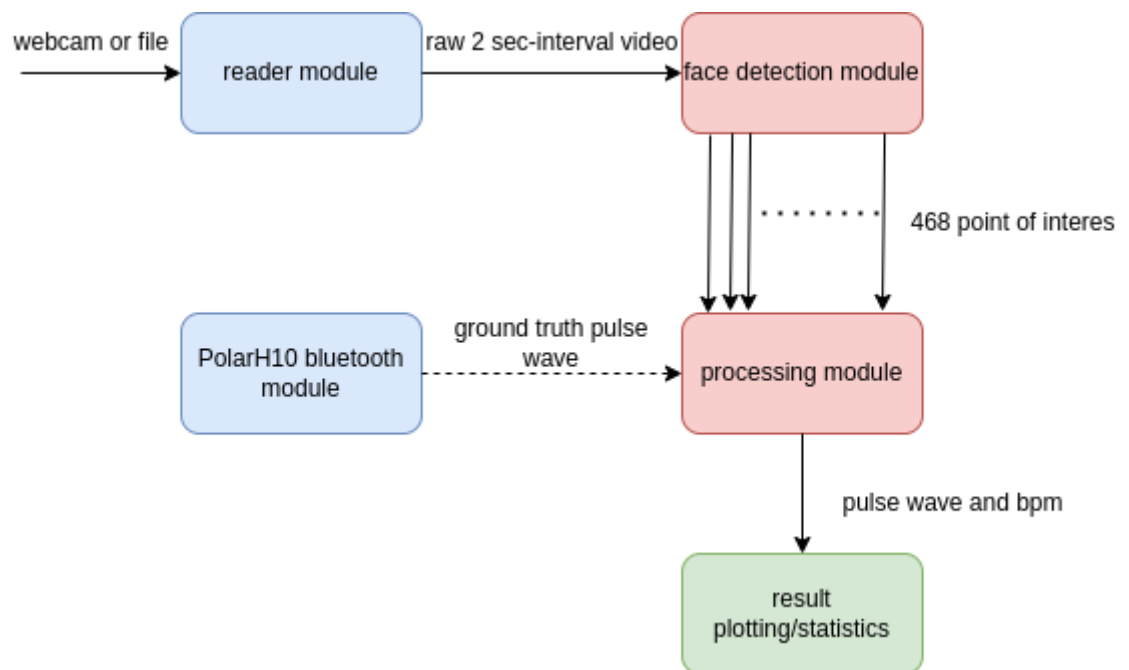 webcam or file
reader module
raw 2 sec-interval video
face detection module
468 point of interes
PolarH10 bluetooth
module
ground truth pulse
wave
processing module
pulse wave and bpm
result
plotting/statistics